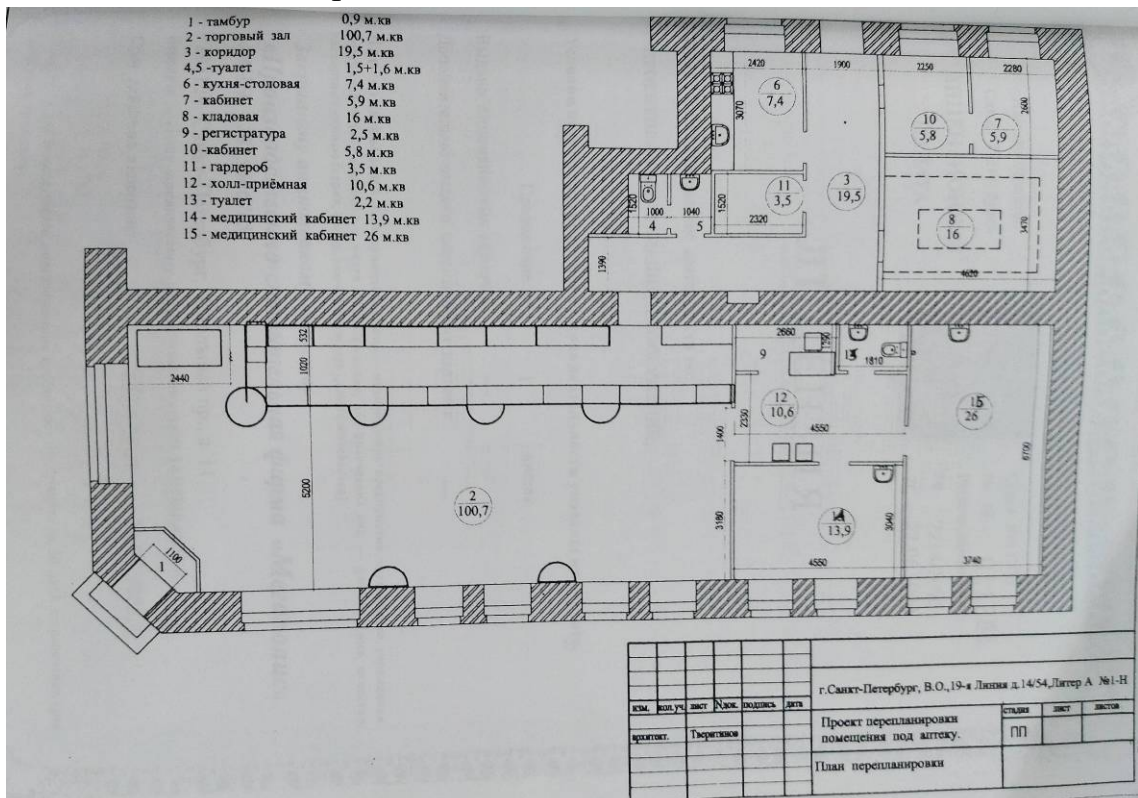 1 - тамбур 0,9 м.кв
2 - торговый зал 100,7 м.кв
3 - коридор 19,5 м.кв
4,5 -туалет 1,5+1,6 м.кв
6 - кухня-столовая 7,4 м.кв
7 - кабинет 5,9 м.кв
8 - кладовая 16 м.кв
9 - регистратура 2,5 м.кв
10 -кабинет 5,8 м.кв
11 - гардероб 3,5 м.кв
12 - холл-приёмная 10,6 м.кв
13 - туалет 2,2 м.кв
14 - медицинский кабинет 13,9 м.кв
15 - медицинский кабинет 26 м.кв
2420 1900 2250 2280
6
7,4
3070
2600
10
5,8
7
5,9
11
3,5
3
19,5
1520
1000 1040
1520
2320
4 5
8
16
3470
4620
1390
532
1020
2440
2660
1390
9
1810
12
10,6
15
26
2330
4550
1400
6700
5200
2
100,7
3160
13,9
3040
4550
3740
1100
1
г.Санкт-Петербург, В.О.,19-я Линия д.14/54,Литер А №1-Н
изм. кол.уч лист Nдок. подпись дата
архитект. Тверитинов
Проект перепланировки
помещения под аптеку.
стадия лист листов
ПП
План перепланировки